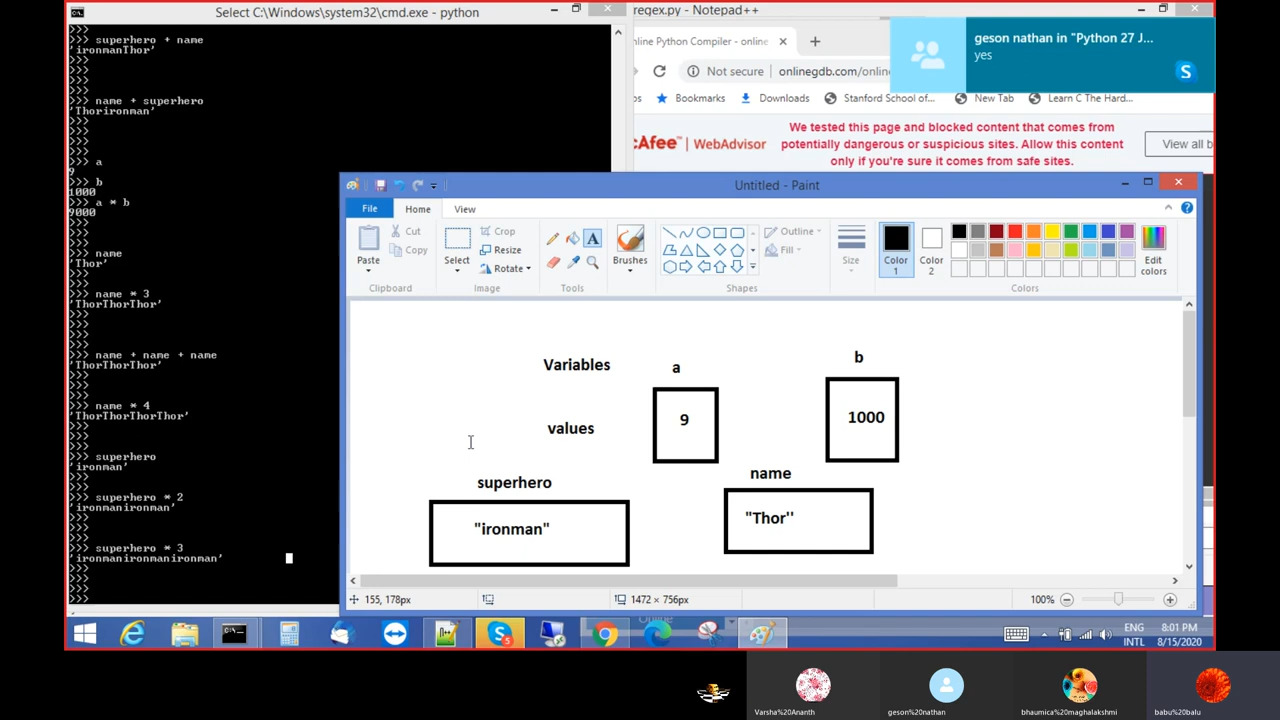 Select C:\Windows\system32\cmd.exe - python
>>>
>>> superhero + name
'ironmanThor'
>>>
>>>
>>>
>>>
>>> name + superhero
'Thorironman'
>>>
>>>
>>>
>>>
>>> a
9
>>> b
1000
>>> a * b
9000
>>>
>>>
>>>
>>> name
'Thor'
>>>
>>>
>>> name * 3
'ThorThorThor'
>>>
>>>
>>>
>>>
>>> name + name + name
'ThorThorThor'
>>>
>>>
>>>
>>> name * 4
'ThorThorThorThor'
>>>
>>>
>>>
>>> superhero
'ironman'
>>>
>>>
>>> superhero * 2
'ironmanironman'
>>>
>>>
>>>
>>> superhero * 3
'ironmanironmanironman'
>>>
>>>
>>>
>>>
regex.py - Notepad++
nline Python Compiler - online
Not secure onlinegdb.com/onlin
ps Bookmarks Downloads Stanford School of... New Tab Learn C The Hard...
geson nathan in "Python 27 J...
yes
cAfee | WebAdvisor
We tested this page and blocked content that comes from
potentially dangerous or suspicious sites. Allow this content
only if you're sure it comes from safe sites.
View all b
Untitled - Paint
File Home View
Paste Cut Copy
Clipboard
Select Crop Resize Rotate
Image
Tools
Brushes
Outline Fill
Shapes
Size
Color 1
Color 2
Edit colors
Colors
Variables a b
values 9 1000
superhero name
"ironman" "Thor''
155, 178px 1472 × 756px 100%
ENG
INTL
8:01 PM
8/15/2020
Varsha%20Ananth geson%20nathan bhaumica%20maghalakshmi babu%20balu